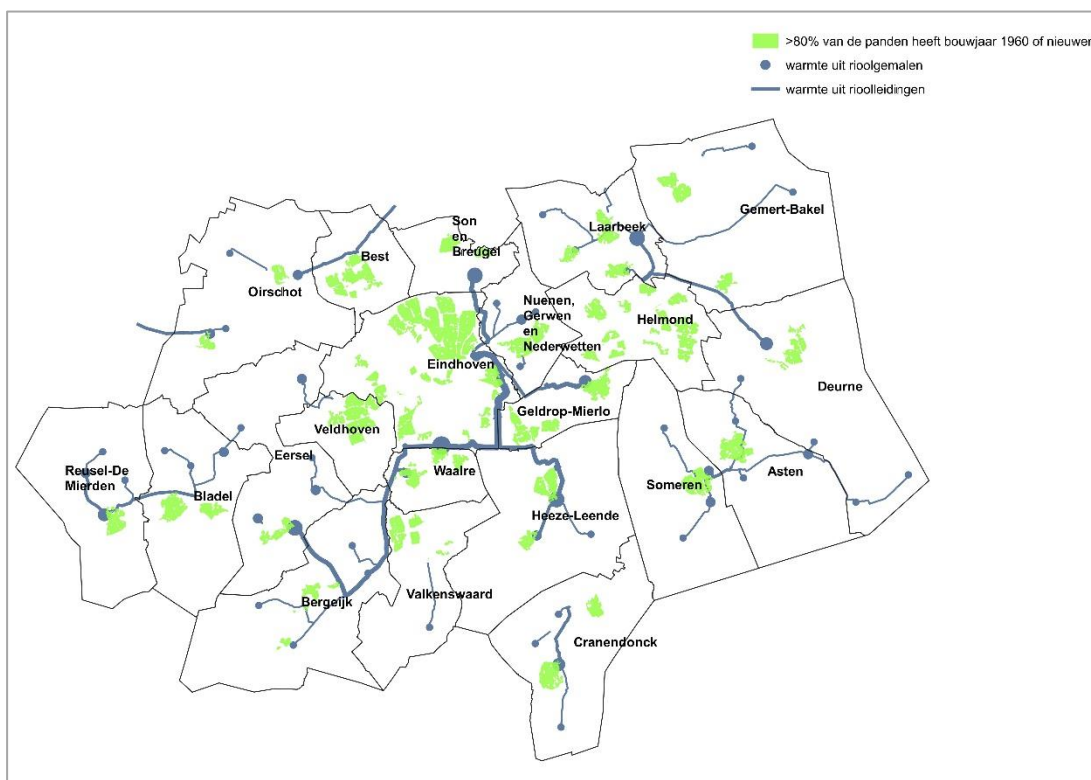 >80% van de panden heeft bouwjaar 1960 of nieuwer
warmte uit rioolgemalen
warmte uit rioolleidingen
Gemert-Bakel
Son
en
Breugel
Laarbeek
Best
Oirschot
Nuenen,
Gerwen
en
Nederwetten
Helmond
Eindhoven
Deurne
Geldrop-Mierlo
Veldhoven
Eersel
Waalre
Reusel-De
Mierden
Bladel
Someren
Asten
Heeze-Leende
Bergeijk
Valkenswaard
Cranendonck